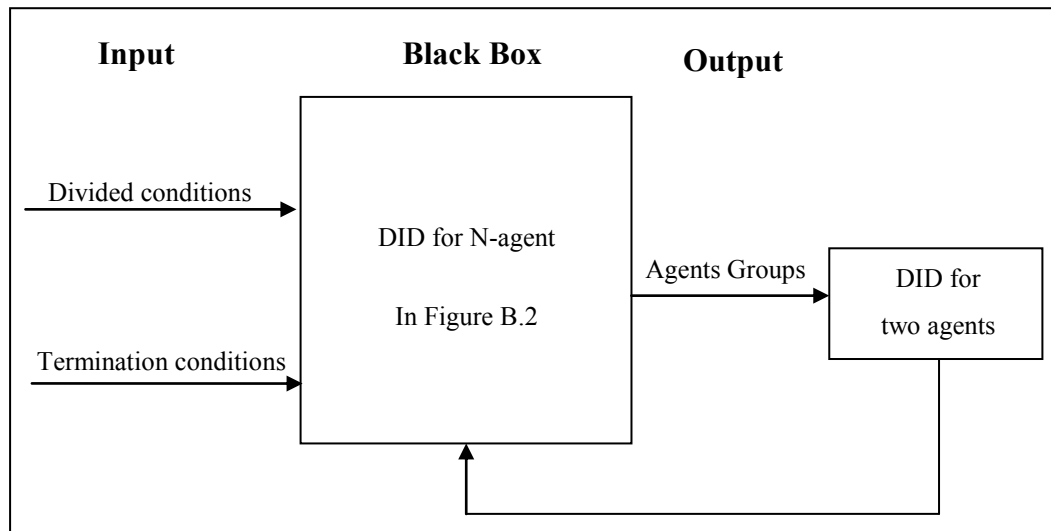 Input
Black Box
Output
Divided conditions
DID for N-agent
In Figure B.2
Termination conditions
Agents Groups
DID for
two agents